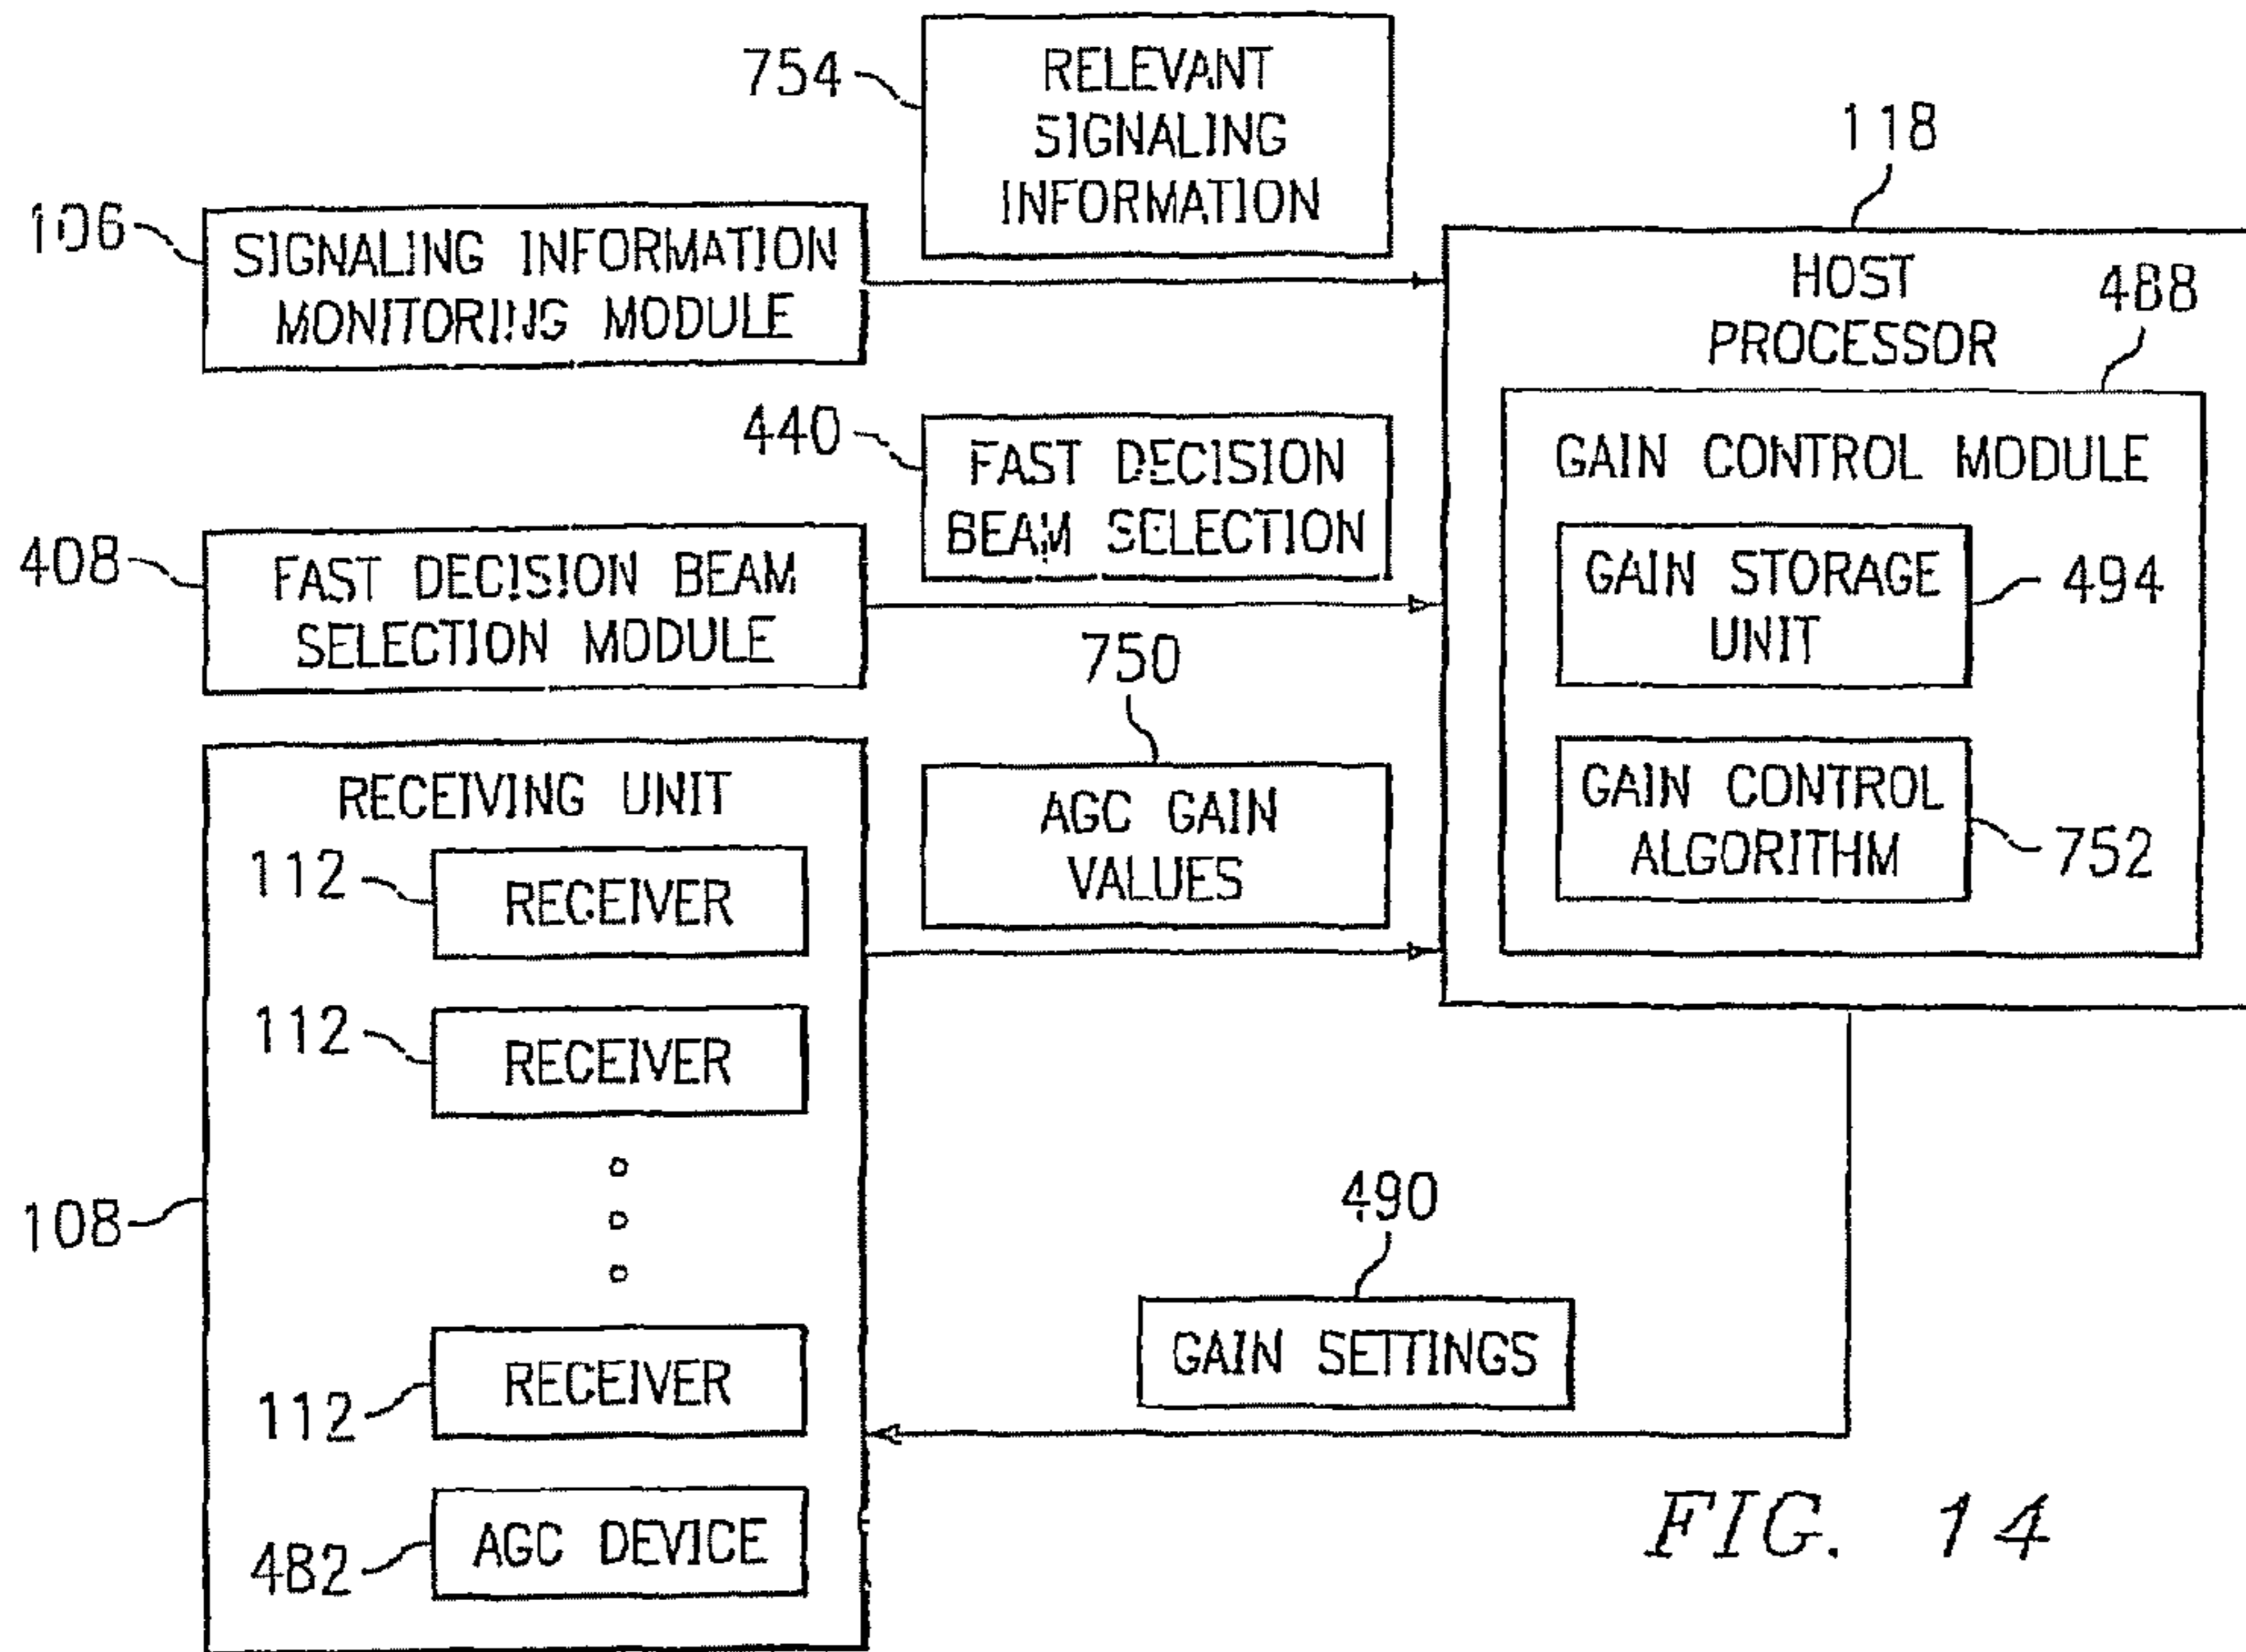 754
RELEVANT
SIGNALING
INFORMATION
118
106
SIGNALING INFORMATION
MONITORING MODULE
HOST
PROCESSOR
488
440
FAST DECISION
BEAM SELECTION
GAIN CONTROL MODULE
408
FAST DECISION BEAM
SELECTION MODULE
GAIN STORAGE
UNIT
494
750
AGC GAIN
VALUES
GAIN CONTROL
ALGORITHM
752
RECEIVING UNIT
112
RECEIVER
112
RECEIVER
108
490
GAIN SETTINGS
112
RECEIVER
482
AGC DEVICE
FIG. 14